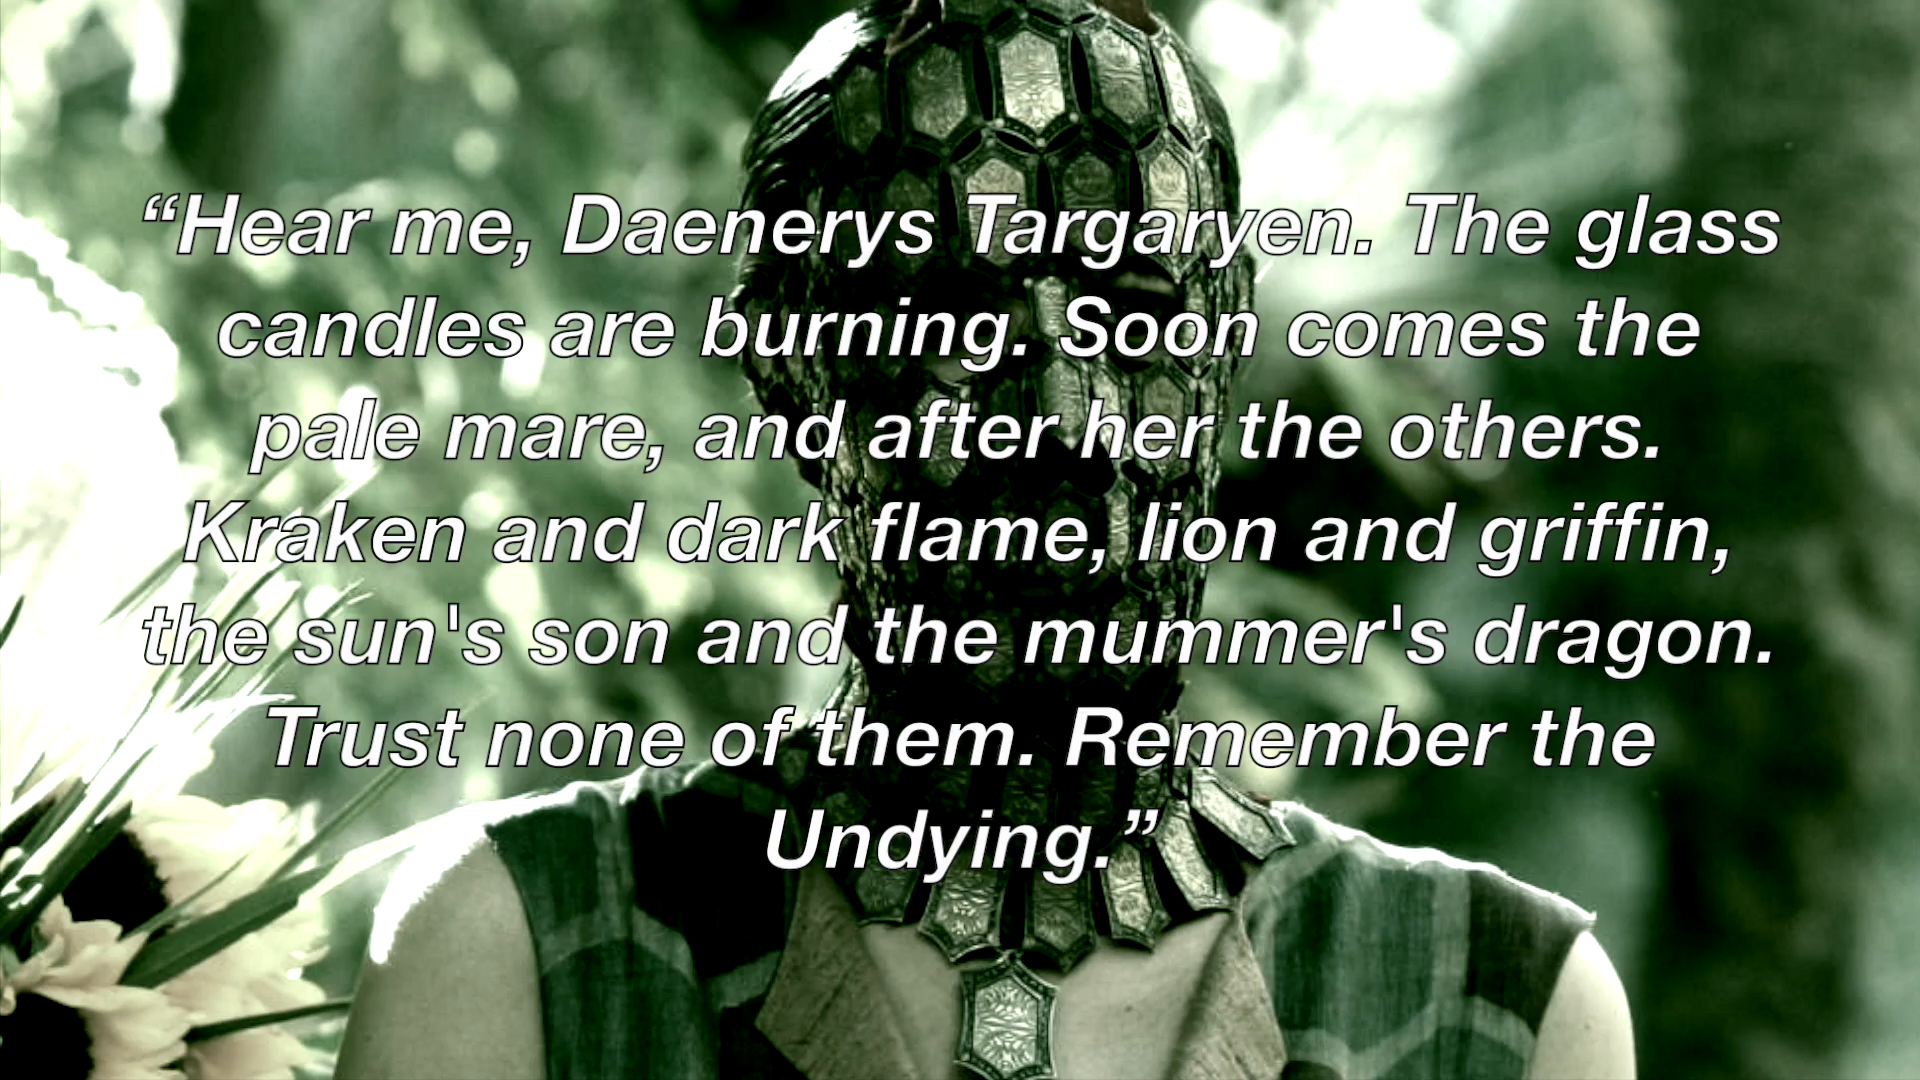 “Hear me, Daenerys Targaryen. The glass
candles are burning. Soon comes the
pale mare, and after her the others.
Kraken and dark flame, lion and griffin,
the sun's son and the mummer's dragon.
Trust none of them. Remember the
Undying.”